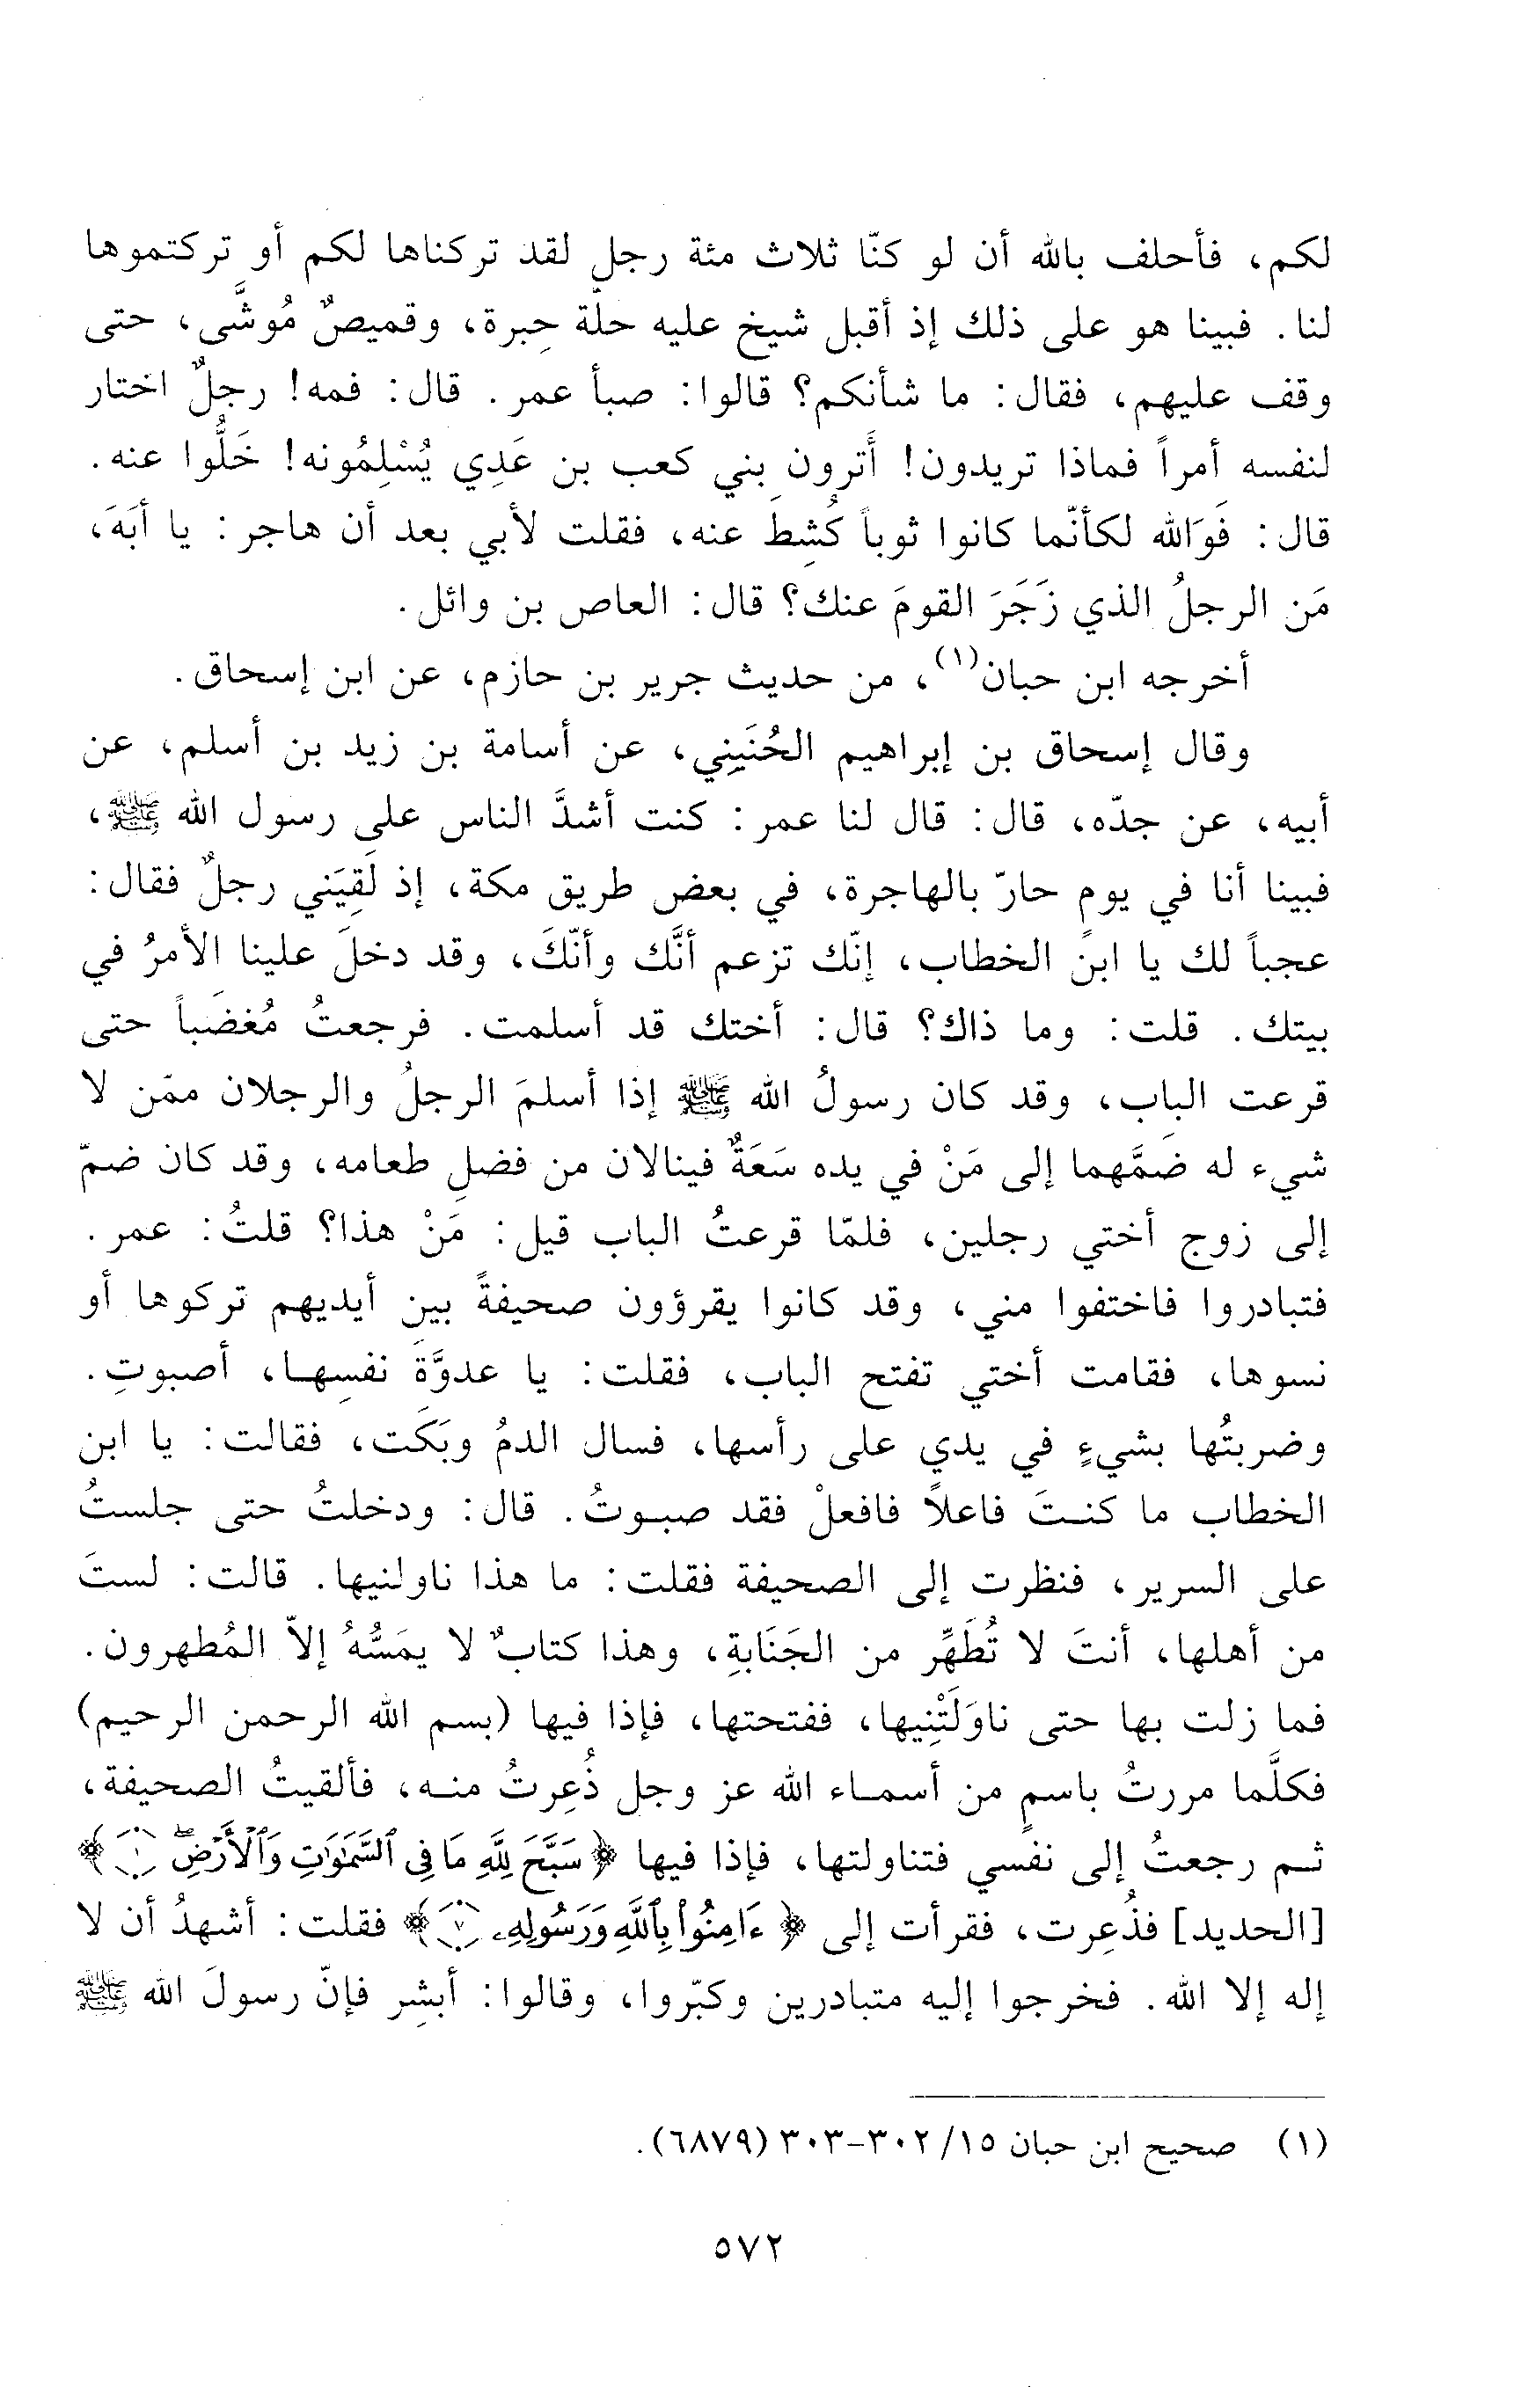 لكم، فأحلف بالله أن لو كنّا ثلاث مئة رجلٍ لقد تركناها لكم أو تركتموها
لنا. فبينا هو على ذلك إذ أقبل شيخ عليه حلّة حِبرة، وقميصٌ مُوشَّى، حتى
وقف عليهم، فقال: ما شأنكم؟ قالوا: صبأ عمر. قال: فمه! رجلٌ اختار
لنفسه أمراً فماذا تريدون! أَترون بني كعب بن عَدِي يُسْلِمُونه! خَلُّوا عنه.
قال: فَوَالله لكأنّما كانوا ثوباً كُشِطَ عنه، فقلت لأبي بعد أن هاجر: يا أبَهَ،
مَن الرجلُ الذي زَجَرَ القومَ عنك؟ قال: العاص بن وائل.
أخرجه ابن حبان(١)، من حديث جرير بن حازم، عن ابن إسحاق.
وقال إسحاق بن إبراهيم الحُنَينِي، عن أسامة بن زيد بن أسلم، عن
أبيه، عن جدّه، قال: قال لنا عمر: كنت أشدَّ الناس على رسول الله ﷺ،
فبينا أنا في يومٍ حارّ بالهاجرة، في بعض طريق مكة، إذ لَقِيَني رجلٌ فقال:
عجباً لك يا ابن الخطاب، إنّك تزعم أنَّك وأنّكَ، وقد دخلَ علينا الأمرُ في
بيتك. قلت: وما ذاك؟ قال: أختك قد أسلمت. فرجعتُ مُغضَباً حتى
قرعت الباب، وقد كان رسولُ الله ﷺ إذا أسلمَ الرجلُ والرجلان ممّن لا
شيء له ضَمَّهما إلى مَنْ في يده سَعَةٌ فينالان من فضلِ طعامه، وقد كان ضمّ
إلى زوج أختي رجلين، فلمّا قرعتُ الباب قيل: مَنْ هذا؟ قلتُ: عمر.
فتبادروا فاختفوا مني، وقد كانوا يقرؤون صحيفةً بين أيديهم تركوها أو
نسوها، فقامت أختي تفتح الباب، فقلت: يا عدوَّةَ نفسِها، أصبوتِ.
وضربتُها بشيءٍ في يدي على رأسها، فسال الدمُ وبَكَت، فقالت: يا ابن
الخطاب ما كنتَ فاعلاً فافعلْ فقد صبوتُ. قال: ودخلتُ حتى جلستُ
على السرير، فنظرت إلى الصحيفة فقلت: ما هذا ناولنيها. قالت: لستَ
من أهلها، أنتَ لا تُطَهِّر من الجَنَابةِ، وهذا كتابٌ لا يمَسُّهُ إلاّ المُطهرون.
فما زلت بها حتى ناوَلَتْنِيها، ففتحتها، فإذا فيها (بسم الله الرحمن الرحيم)
فكلَّما مررتُ باسمٍ من أسماء الله عز وجل ذُعِرتُ منه، فألقيتُ الصحيفة،
ثم رجعتُ إلى نفسي فتناولتها، فإذا فيها ﴿سَبَّحَ لِلَّهِ مَا فِي ٱلسَّمَٰوَٰتِ وَٱلْأَرْضِۖ ١﴾
[الحديد] فذُعِرت، فقرأت إلى ﴿ءَامِنُوا۟ بِٱللَّهِ وَرَسُولِهِۦ ٧﴾ فقلت: أشهدُ أن لا
إله إلا الله. فخرجوا إليه متبادرين وكبّروا، وقالوا: أبشِر فإنّ رسولَ الله ﷺ
(١) صحيح ابن حبان ١٥/ ٣٠٢-٣٠٣ (٦٨٧٩).
٥٧٢